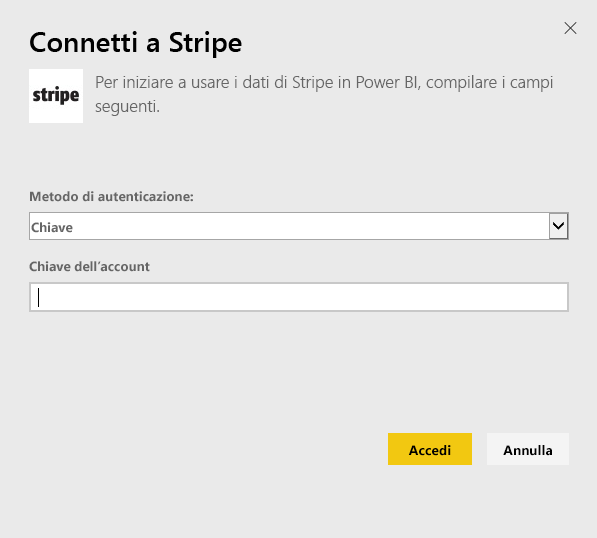 Connetti a Stripe
stripe
Per iniziare a usare i dati di Stripe in Power BI, compilare i campi
seguenti.
Metodo di autenticazione:
Chiave
Chiave dell'account
Accedi
Annulla